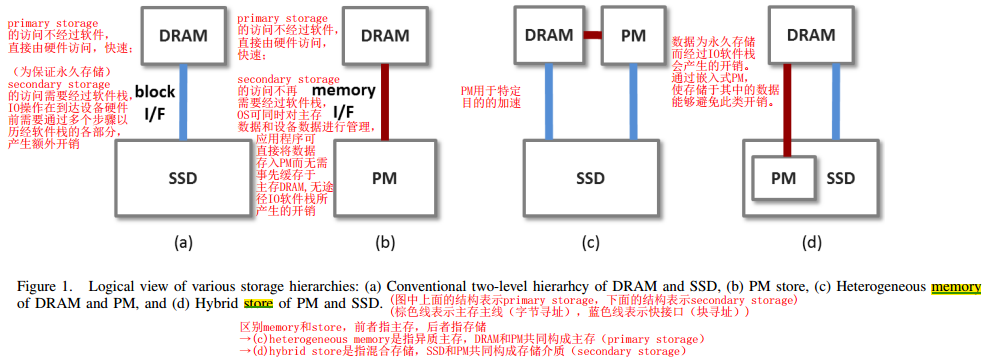 primary storage
的访问不经过软件,
直接由硬件访问, 快速;
(为保证永久存储)
secondary storage
的访问需要经过软件栈,
IO操作在到达设备硬件
前需要通过多个步骤以
历经软件栈的各部分,
产生额外开销
DRAM
block
I/F
SSD
(a)
primary storage
的访问不经过软件,
直接由硬件访问,
快速;
secondary storage
的访问不再
需要经过软件栈,
OS可同时对主存
数据和设备数据进行管理,
应用程序可
直接将数据
存入PM而无需
事先缓存于
主存DRAM,无途
径IO软件栈所
产生的开销
DRAM
memory
I/F
PM
(b)
DRAM
PM
PM用于特定
目的的加速
SSD
(c)
数据为永久存储
而经过IO软件栈
会产生的开销。
通过嵌入式PM,
使存储于其中的数据
能够避免此类开销。
DRAM
PM
SSD
(d)
Figure 1. Logical view of various storage hierarchies: (a) Conventional two-level hierarhcy of DRAM and SSD, (b) PM store, (c) Heterogeneous memory
of DRAM and PM, and (d) Hybrid store of PM and SSD.
(图中上面的结构表示primary storage, 下面的结构表示secondary storage)
(棕色线表示主存主线(字节寻址), 蓝色线表示快接口(块寻址))
区别memory和store, 前者指主存, 后者指存储
→(c)heterogeneous memory是指异质主存, DRAM和PM共同构成主存(primary storage)
→(d)hybrid store是指混合存储, SSD和PM共同构成存储介质(secondary storage)